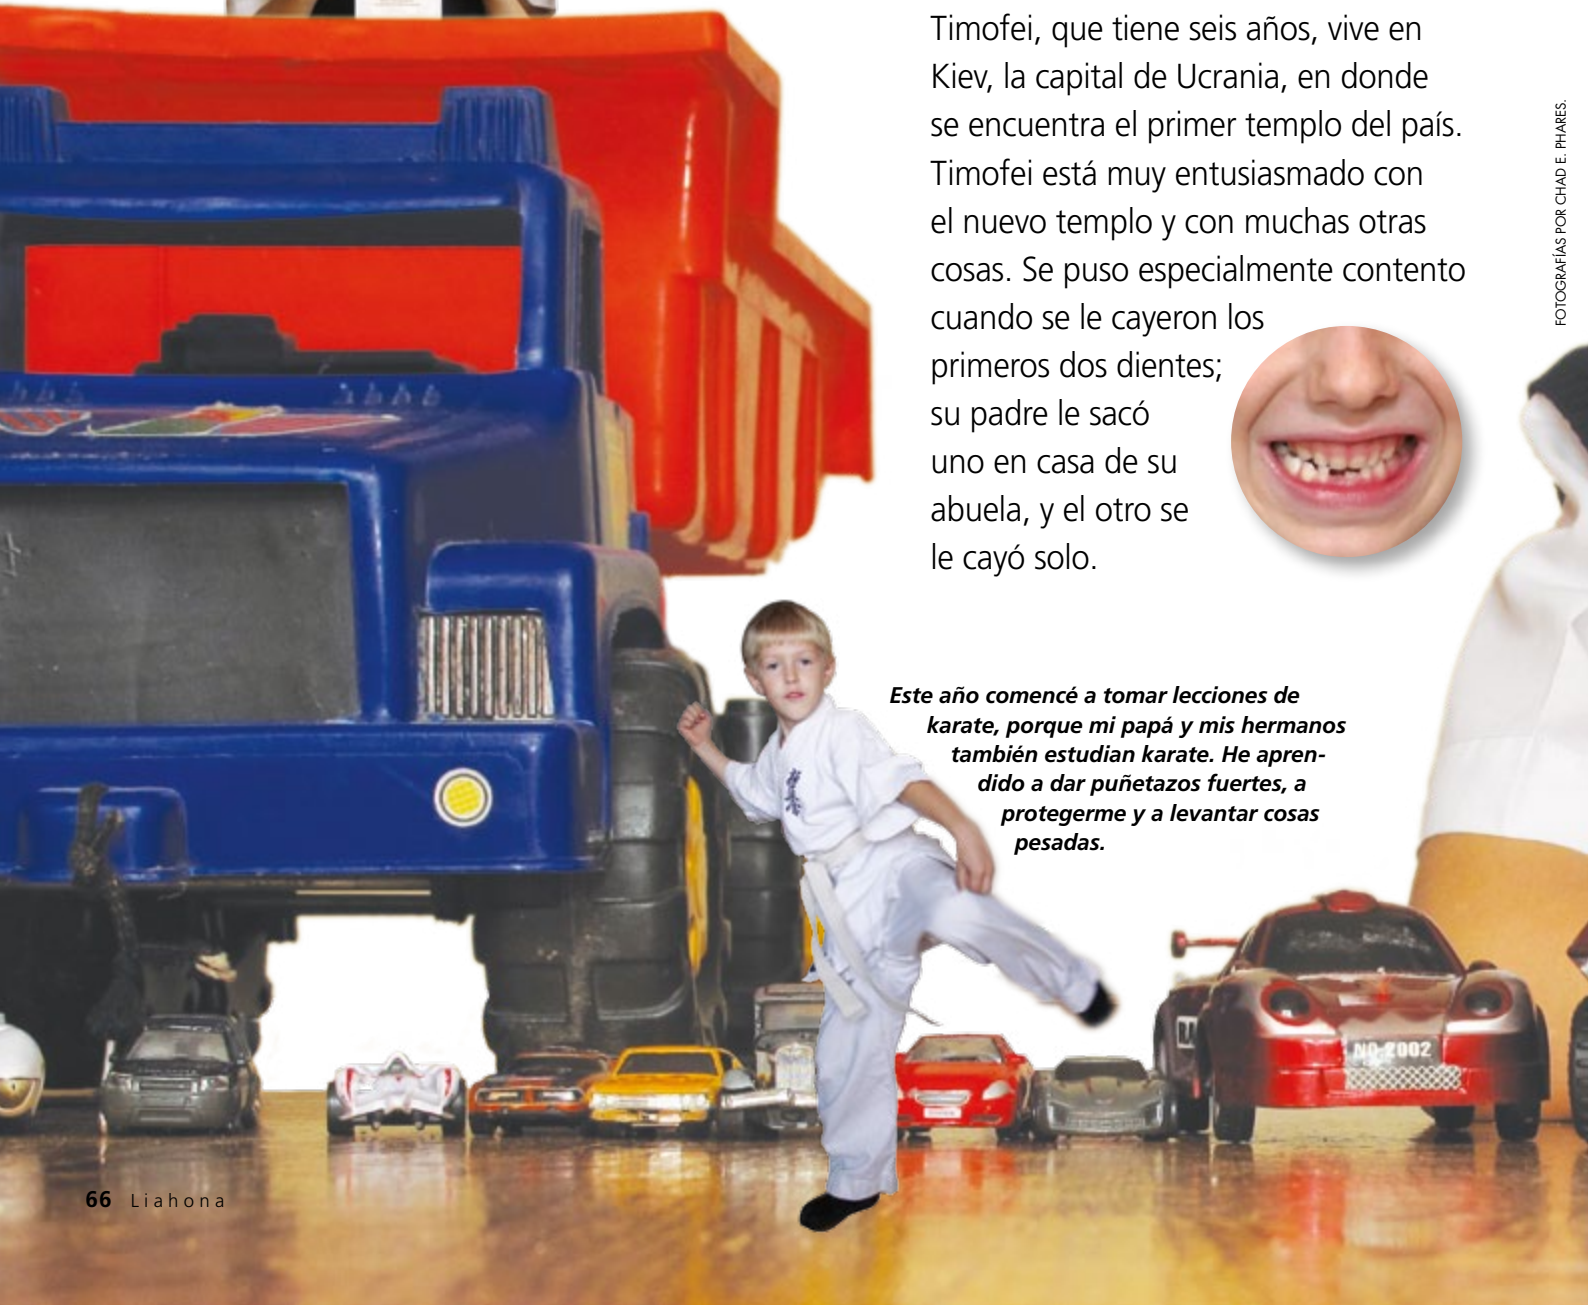 Timofei, que tiene seis años, vive en
Kiev, la capital de Ucrania, en donde
se encuentra el primer templo del país.
Timofei está muy entusiasmado con
el nuevo templo y con muchas otras
cosas. Se puso especialmente contento
cuando se le cayeron los
primeros dos dientes;
su padre le sacó
uno en casa de su
abuela, y el otro se
le cayó solo.
FOTOGRAFÍAS POR CHAD E. PHARES.
Este año comencé a tomar lecciones de
karate, porque mi papá y mis hermanos
también estudian karate. He apren-
dido a dar puñetazos fuertes, a
protegerme y a levantar cosas
pesadas.
NO-2002
66 Liahona